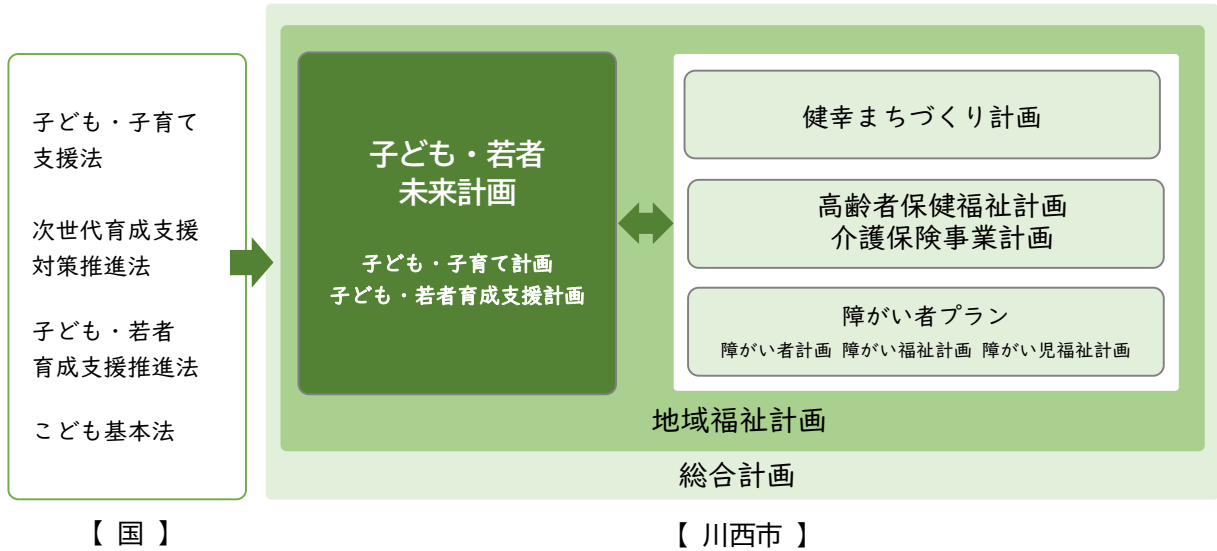 子ども・子育て
支援法
次世代育成支援
対策推進法
子ども・若者
育成支援推進法
こども基本法
【 国 】
子ども・若者
未来計画
子ども・子育て計画
子ども・若者育成支援計画
健幸まちづくり計画
高齢者保健福祉計画
介護保険事業計画
障がい者プラン
障がい者計画 障がい福祉計画 障がい児福祉計画
地域福祉計画
総合計画
【 川西市 】